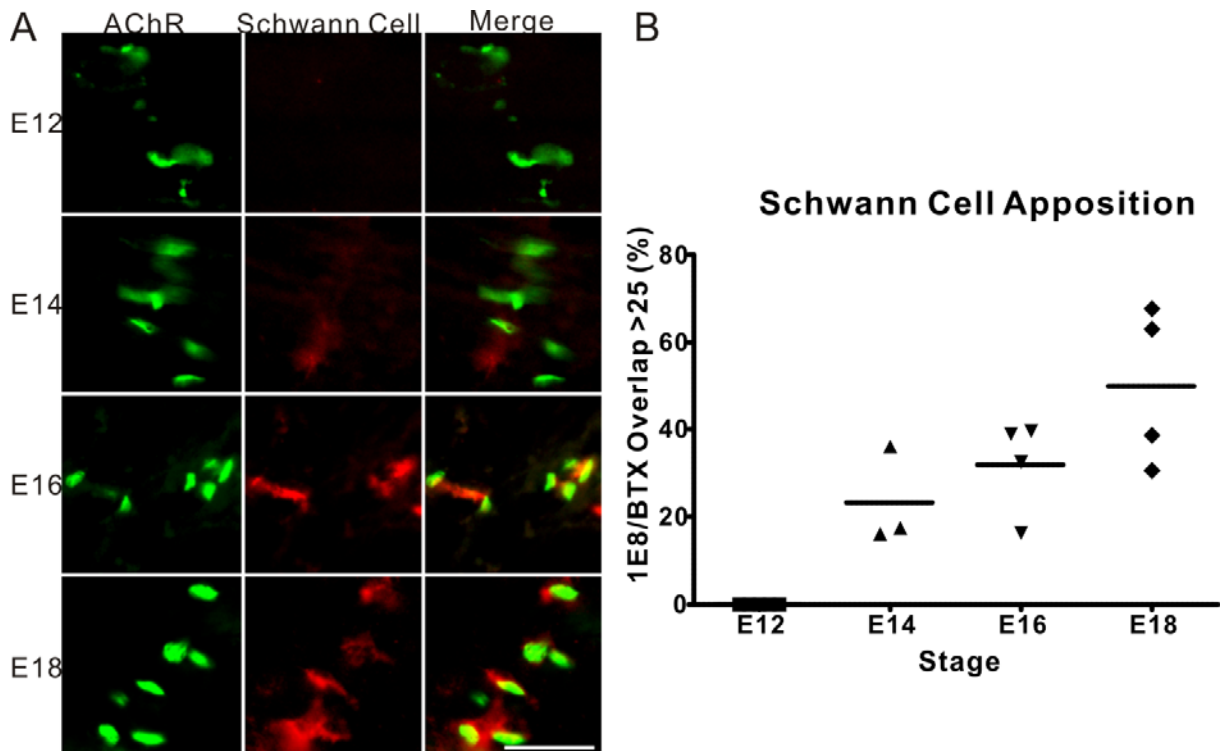 A
AChR Schwann Cell Merge
E12
E14
E16
E18
B
Schwann Cell Apposition
1E8/BTX Overlap >25 (%)
80
60
40
20
0
E12 E14 E16 E18
Stage